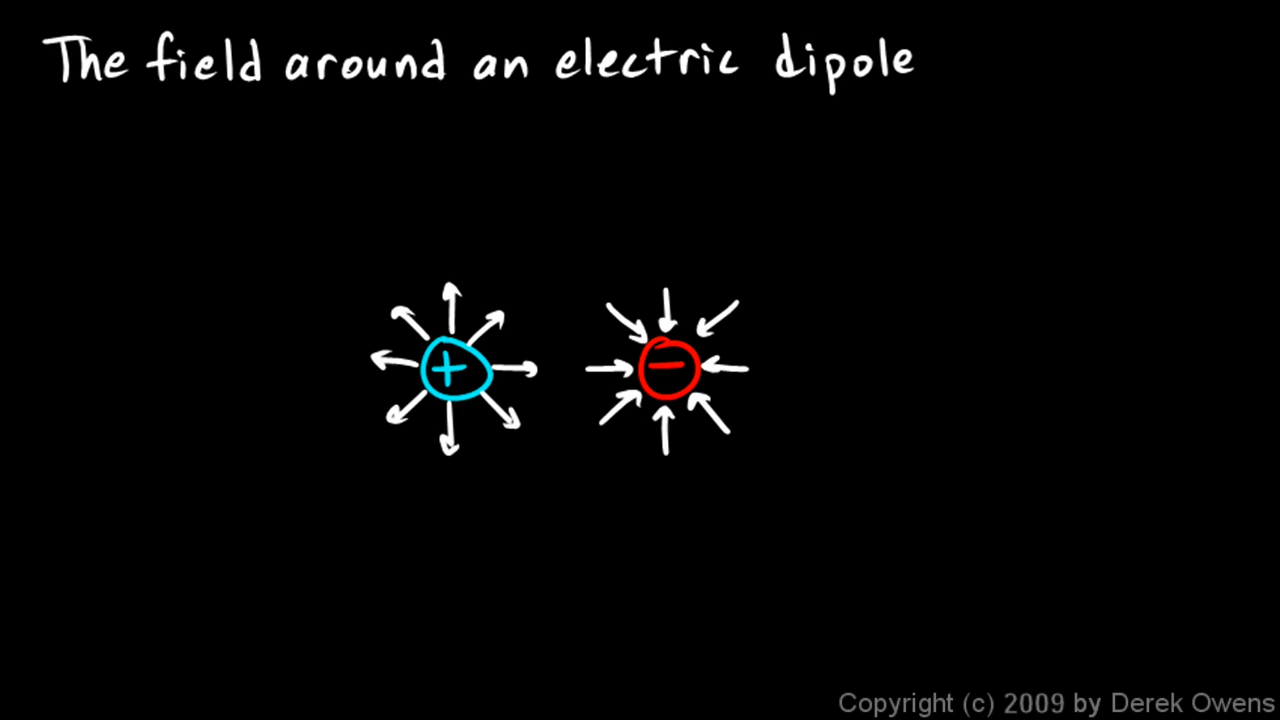 The field around an electric dipole
+
−
Copyright (c) 2009 by Derek Owens